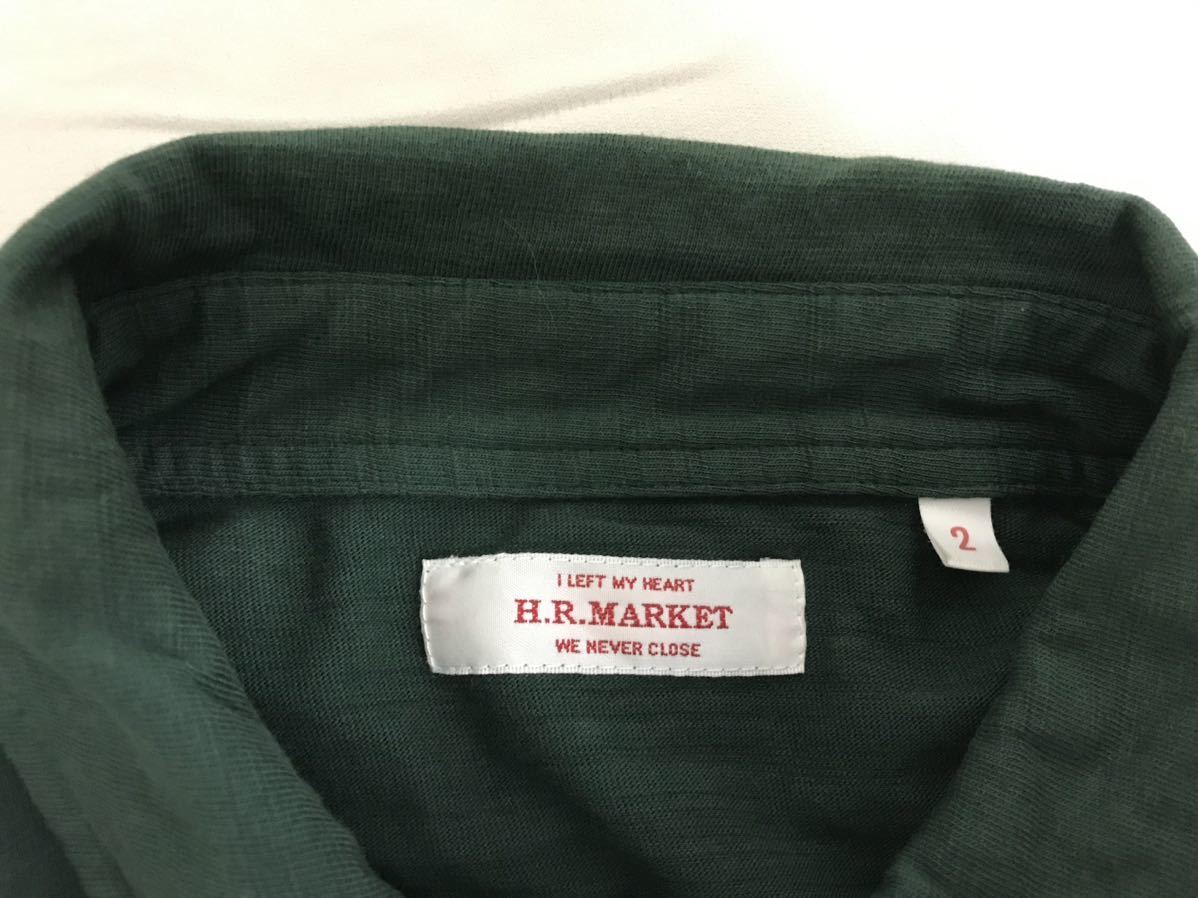 I LEFT MY HEART
H.R.MARKET
WE NEVER CLOSE
2